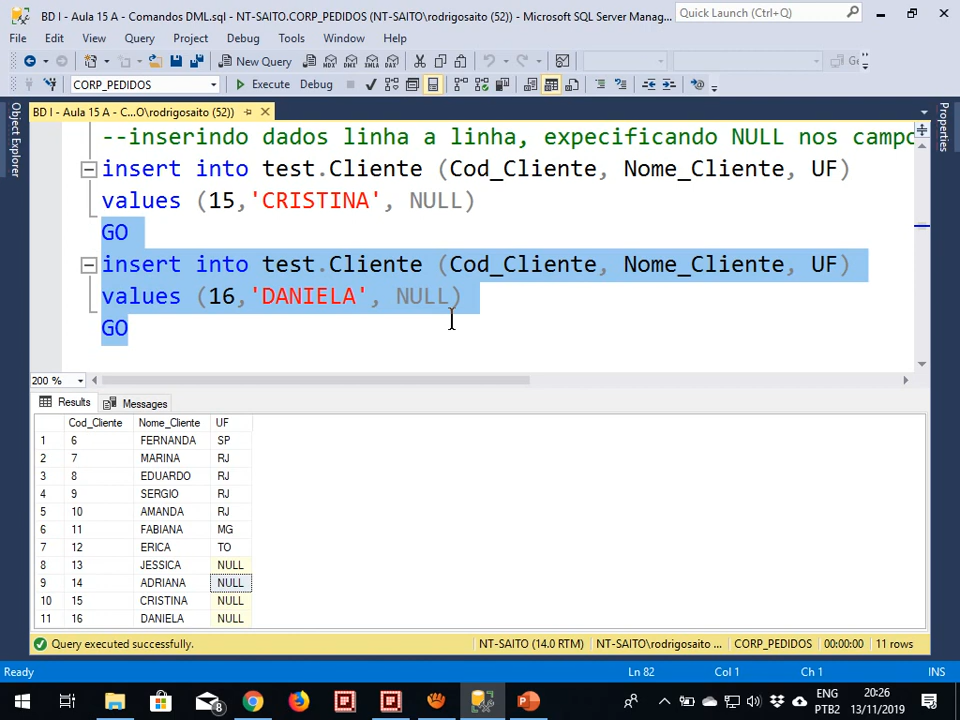 BD I - Aula 15 A - Comandos DML.sql - NT-SAITO.CORP_PEDIDOS (NT-SAITO\rodrigosaito (52)) - Microsoft SQL Server Manag...
Quick Launch (Ctrl+Q)
File Edit View Query Project Debug Tools Window Help
New Query
CORP_PEDIDOS Execute Debug
BD I - Aula 15 A - C...O\rodrigosaito (52))
Object Explorer
Properties
--inserindo dados linha a linha, expecificando NULL nos campo
insert into test.Cliente (Cod_Cliente, Nome_Cliente, UF)
values (15,'CRISTINA', NULL)
GO
insert into test.Cliente (Cod_Cliente, Nome_Cliente, UF)
values (16,'DANIELA', NULL)
GO
200 %
Results Messages
Cod_Cliente Nome_Cliente UF
1 6 FERNANDA SP
2 7 MARINA RJ
3 8 EDUARDO RJ
4 9 SERGIO RJ
5 10 AMANDA RJ
6 11 FABIANA MG
7 12 ERICA TO
8 13 JESSICA NULL
9 14 ADRIANA NULL
10 15 CRISTINA NULL
11 16 DANIELA NULL
Query executed successfully. NT-SAITO (14.0 RTM) NT-SAITO\rodrigosaito ... CORP_PEDIDOS 00:00:00 11 rows
Ready Ln 82 Col 1 Ch 1 INS
8
ENG
PTB2
20:26
13/11/2019